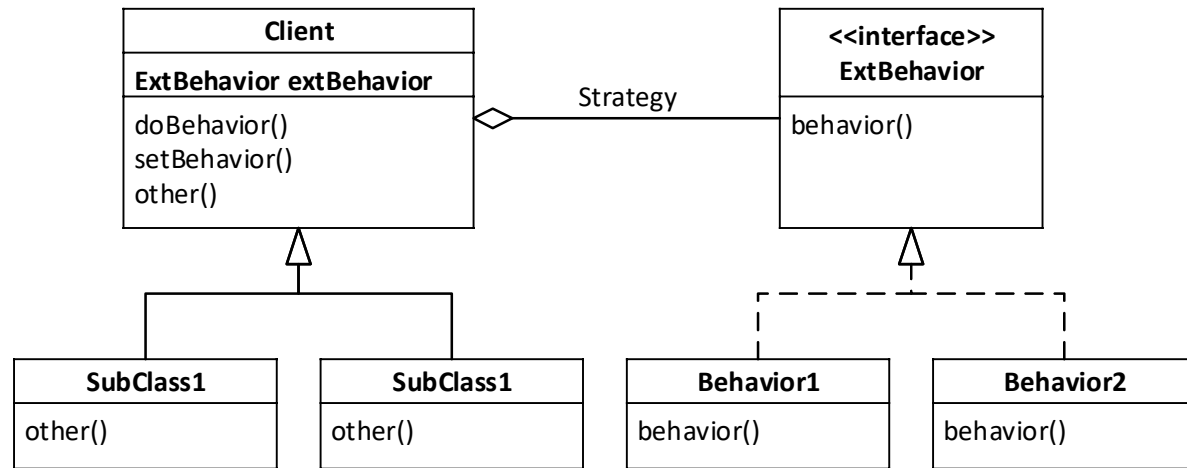 Client
ExtBehavior extBehavior
doBehavior()
setBehavior()
other()
Strategy
<<interface>>
ExtBehavior
behavior()
SubClass1
other()
SubClass1
other()
Behavior1
behavior()
Behavior2
behavior()